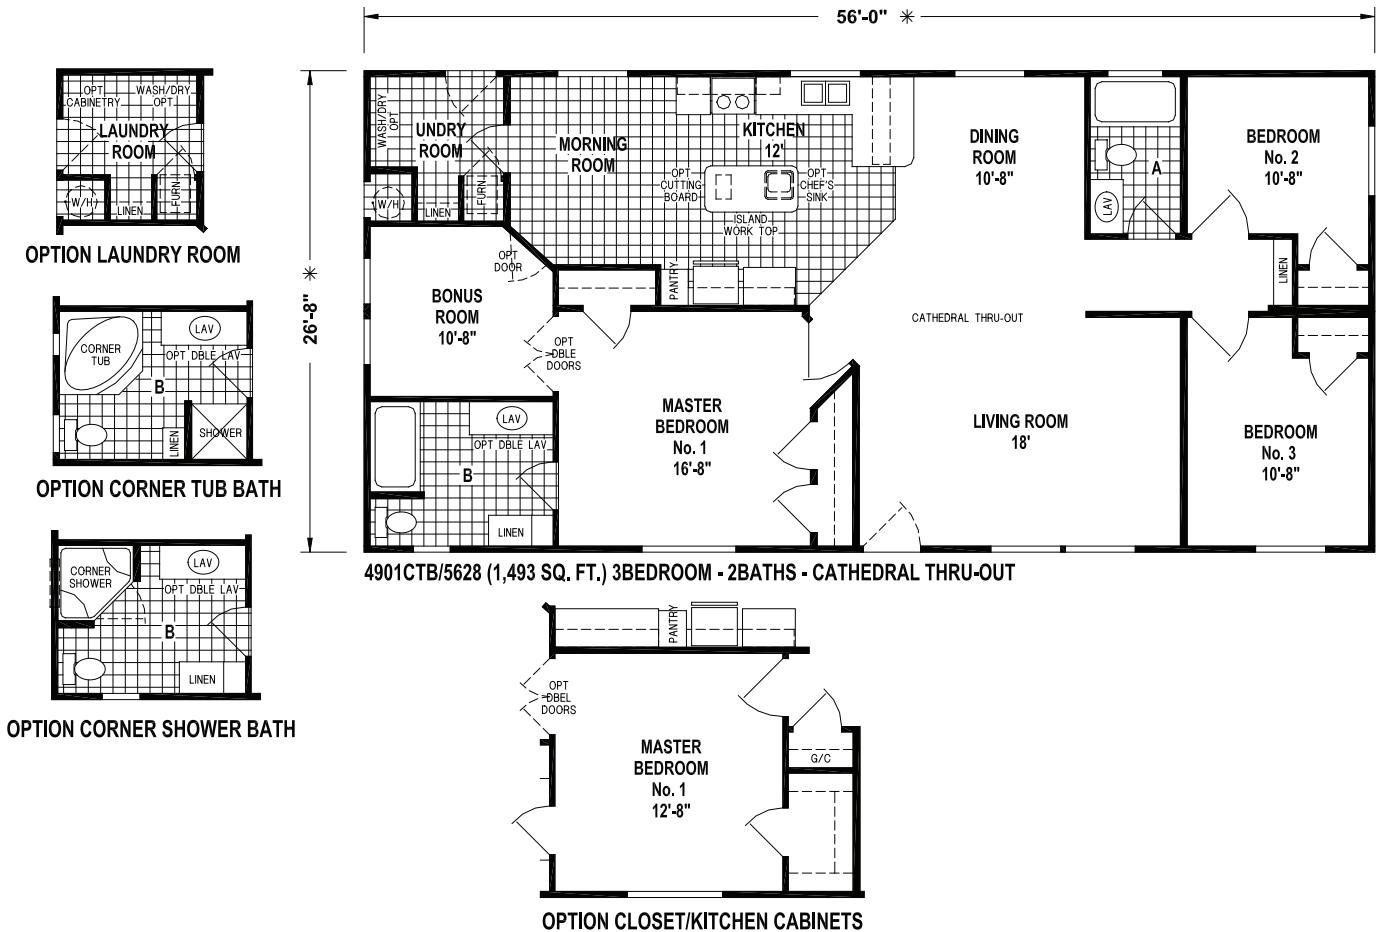 56'-0" ✳
26'-8" ✳
OPT
CABINETRY
WASH/DRY
OPT
LAUNDRY
ROOM
W/H
LINEN
FURN
OPTION LAUNDRY ROOM
LAV
OPT DBLE LAV
CORNER
TUB
B
LINEN
SHOWER
OPTION CORNER TUB BATH
CORNER
SHOWER
LAV
OPT DBLE LAV
B
LINEN
OPTION CORNER SHOWER BATH
WASH/DRY
OPT
UNDRY
ROOM
W/H
LINEN
FURN
MORNING
ROOM
KITCHEN
12'
OPT
CUTTING
BOARD
OPT
CHEF'S
SINK
ISLAND
WORK TOP
PANTRY
DINING
ROOM
10'-8"
A
LAV
BEDROOM
No. 2
10'-8"
LINEN
OPT
DOOR
BONUS
ROOM
10'-8"
OPT
DBLE
DOORS
CATHEDRAL THRU-OUT
MASTER
BEDROOM
No. 1
16'-8"
LIVING ROOM
18'
BEDROOM
No. 3
10'-8"
LAV
OPT DBLE LAV
B
LINEN
4901CTB/5628 (1,493 SQ. FT.) 3BEDROOM - 2BATHS - CATHEDRAL THRU-OUT
PANTRY
OPT
DBEL
DOORS
MASTER
BEDROOM
No. 1
12'-8"
G/C
OPTION CLOSET/KITCHEN CABINETS